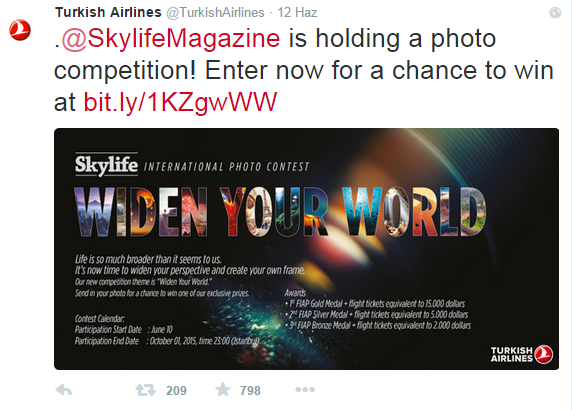 Turkish Airlines @TurkishAirlines · 12 Haz
.@SkylifeMagazine is holding a photo
competition! Enter now for a chance to win
at bit.ly/1KZgwWW
Skylife INTERNATIONAL PHOTO CONTEST
WIDEN YOUR WORLD
Life is so much broader than it seems to us.
It's now time to widen your perspective and create your own frame.
Our new competition theme is "Widen Your World."
Send in your photo for a chance to win one of our exclusive prizes.
Contest Calendar:
Participation Start Date : June 10
Participation End Date : October 01, 2015, time 23:00 (Istanbul)
Awards
• 1st FIAP Gold Medal + flight tickets equivalent to 15.000 dollars
• 2nd FIAP Silver Medal + flight tickets equivalent to 5.000 dollars
• 3rd FIAP Bronze Medal + flight tickets equivalent to 2.000 dollars
TURKISH
AIRLINES
209 798